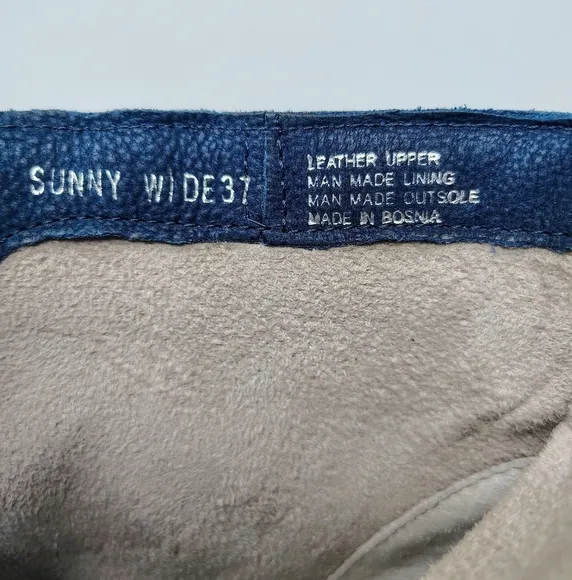 SUNNY WIDE37
LEATHER UPPER
MAN MADE LINING
MAN MADE OUTSOLE
MADE IN BOSNIA